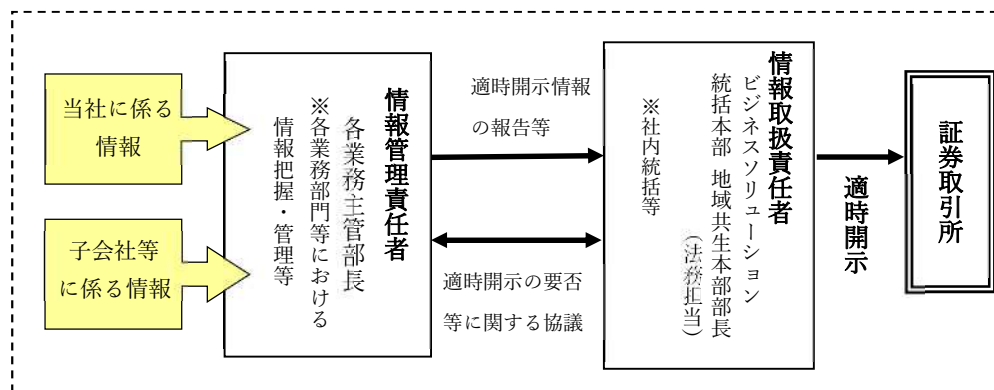 当社に係る
情報
子会社等
に係る情報
情報管理責任者
各業務主管部長
※各業務部門等における
情報把握・管理等
適時開示情報
の報告等
適時開示の要否
等に関する協議
情報取扱責任者
ビジネスソリューション
統括本部 地域共生本部部長
(法務担当)
※社内統括等
適時開示
証券取引所